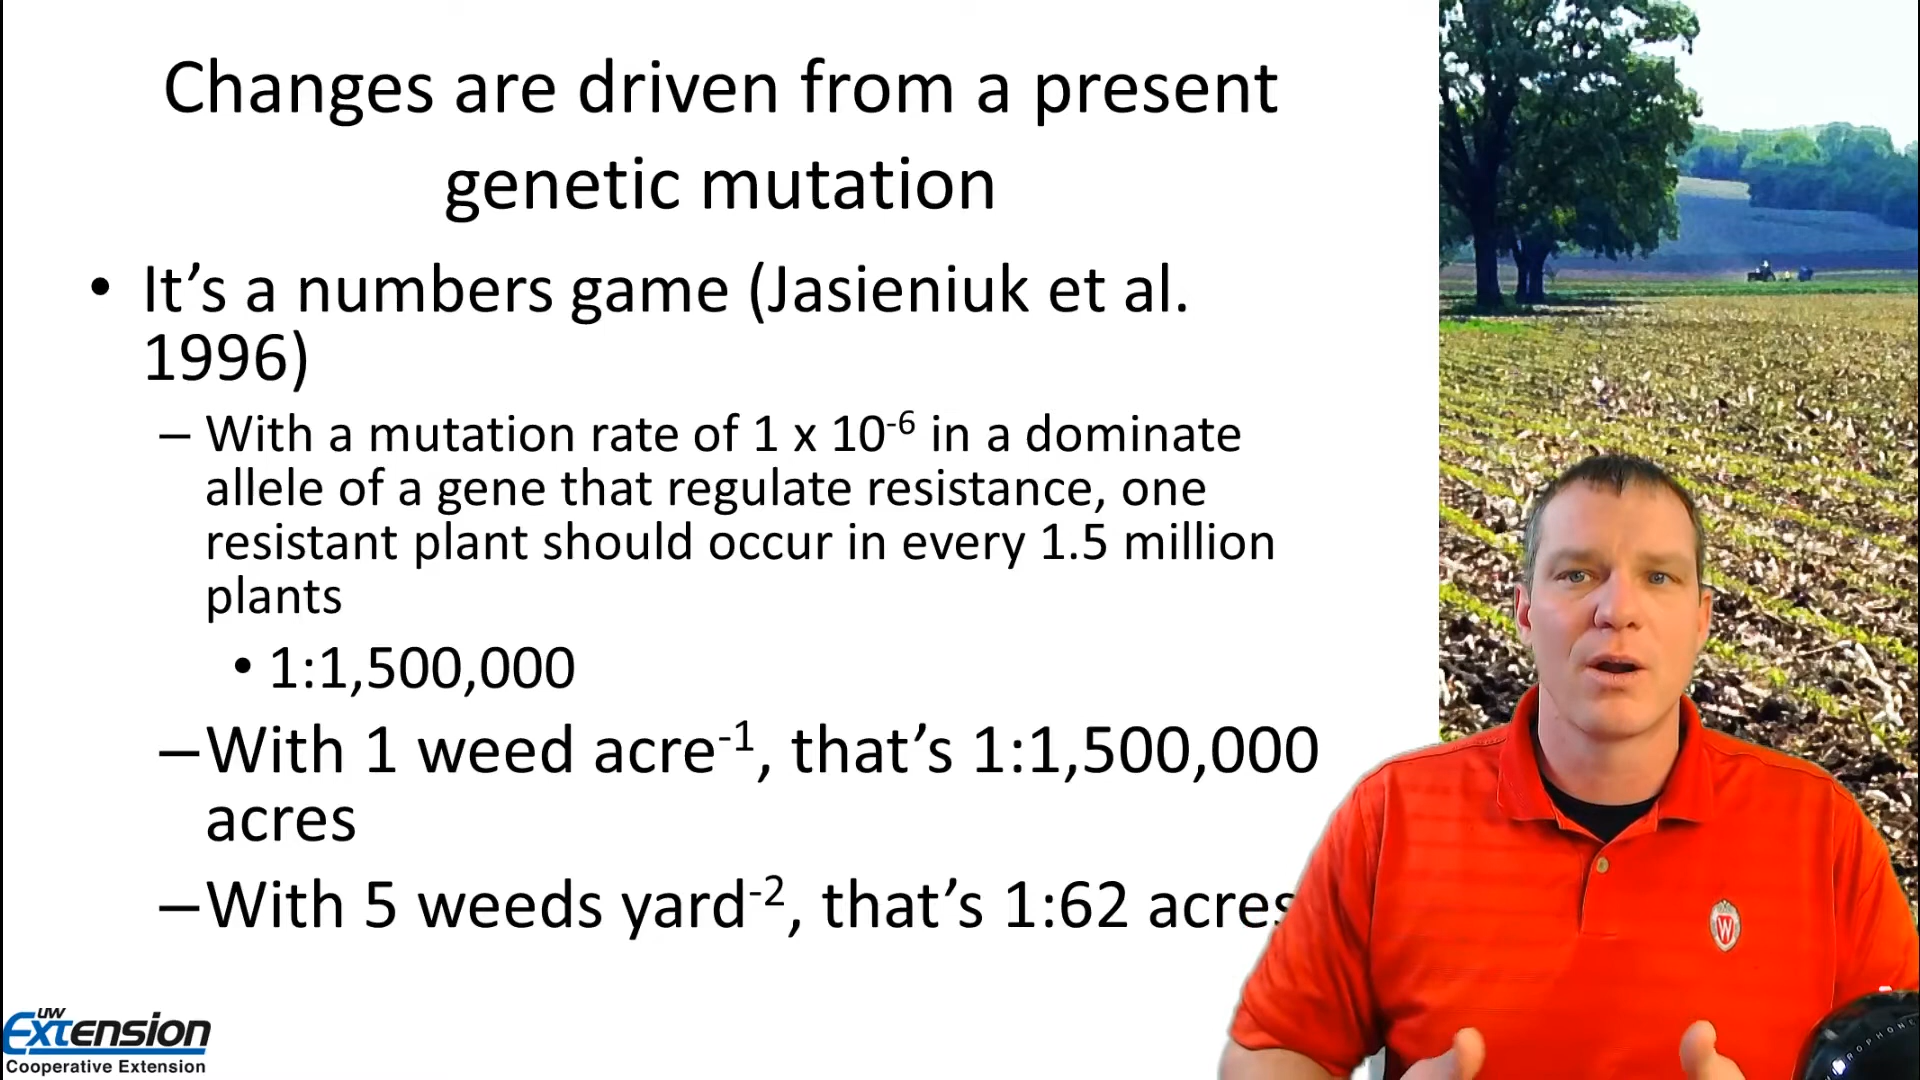 Changes are driven from a present
genetic mutation
• It’s a numbers game (Jasieniuk et al.
1996)
– With a mutation rate of 1 x 10⁻⁶ in a dominate
allele of a gene that regulate resistance, one
resistant plant should occur in every 1.5 million
plants
• 1:1,500,000
–With 1 weed acre⁻¹, that’s 1:1,500,000
acres
–With 5 weeds yard⁻², that’s 1:62 acres
UW
Extension
Cooperative Extension
W